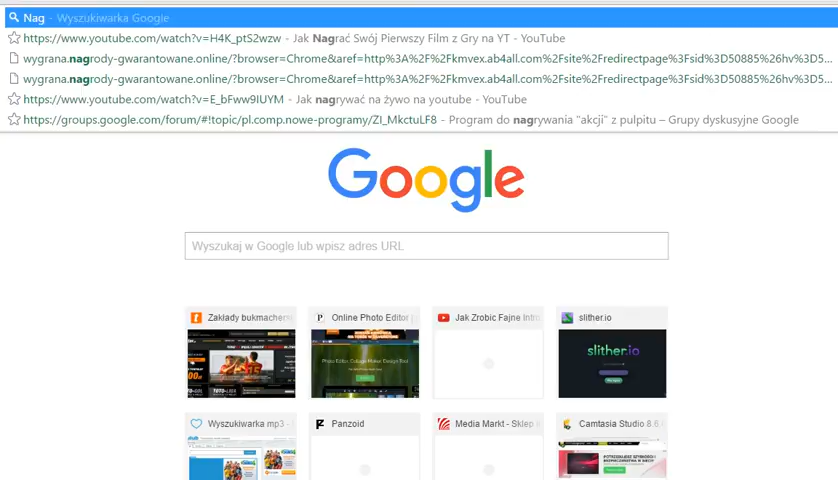 Nag - Wyszukiwarka Google
https://www.youtube.com/watch?v=H4K_ptS2wzw - Jak Nagrać Swój Pierwszy Film z Gry na YT - YouTube
wygrana.nagrody-gwarantowane.online/?browser=Chrome&aref=http%3A%2F%2Fkmvex.ab4all.com%2Fsite%2Fredirectpage%3Fsid%3D50885%26hv%3D5...
wygrana.nagrody-gwarantowane.online/?browser=Chrome&aref=http%3A%2F%2Fkmvex.ab4all.com%2Fsite%2Fredirectpage%3Fsid%3D50885%26hv%3D5...
https://www.youtube.com/watch?v=E_bFww9IUYM - Jak nagrywać na żywo na youtube - YouTube
https://groups.google.com/forum/#!topic/pl.comp.nowe-programy/ZI_MkctuLF8 - Program do nagrywania "akcji" z pulpitu – Grupy dyskusyjne Google
Google
Wyszukaj w Google lub wpisz adres URL
Zakłady bukmachers Online Photo Editor | Jak Zrobic Fajne Intro slither.io
slither.io
Wyszukiwarka mp3 - Panzoid Media Markt - Sklep Camtasia Studio 8.6